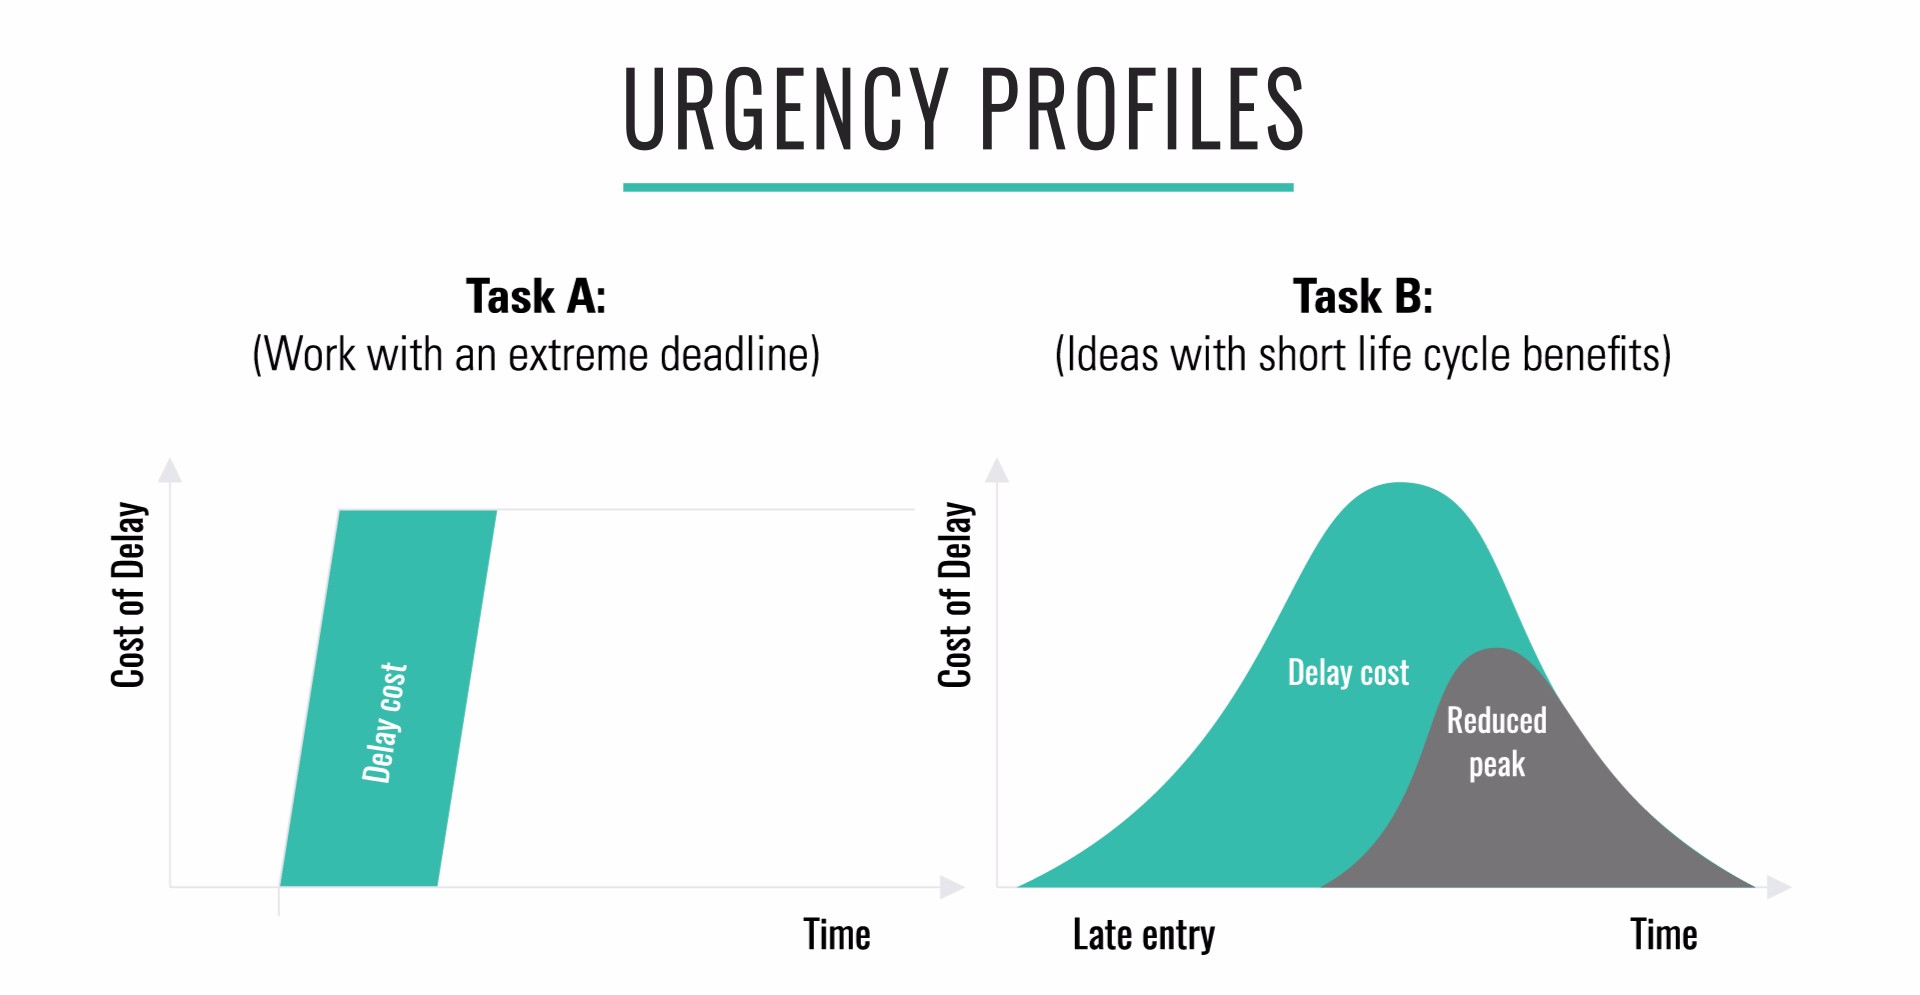 URGENCY PROFILES
Task A:
(Work with an extreme deadline)
Cost of Delay
Delay cost
Time
Task B:
(Ideas with short life cycle benefits)
Cost of Delay
Delay cost
Reduced
peak
Late entry
Time